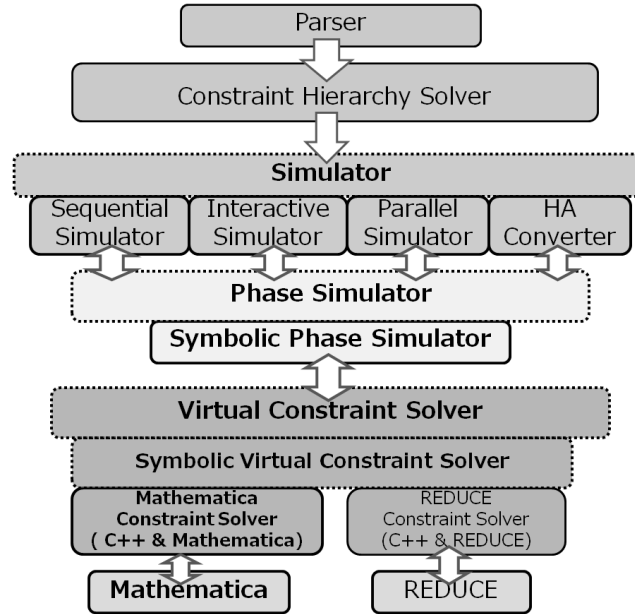 Parser
Constraint Hierarchy Solver
Simulator
Sequential
Simulator
Interactive
Simulator
Parallel
Simulator
HA
Converter
Phase Simulator
Symbolic Phase Simulator
Virtual Constraint Solver
Symbolic Virtual Constraint Solver
Mathematica
Constraint Solver
( C++ & Mathematica)
REDUCE
Constraint Solver
(C++ & REDUCE)
Mathematica
REDUCE